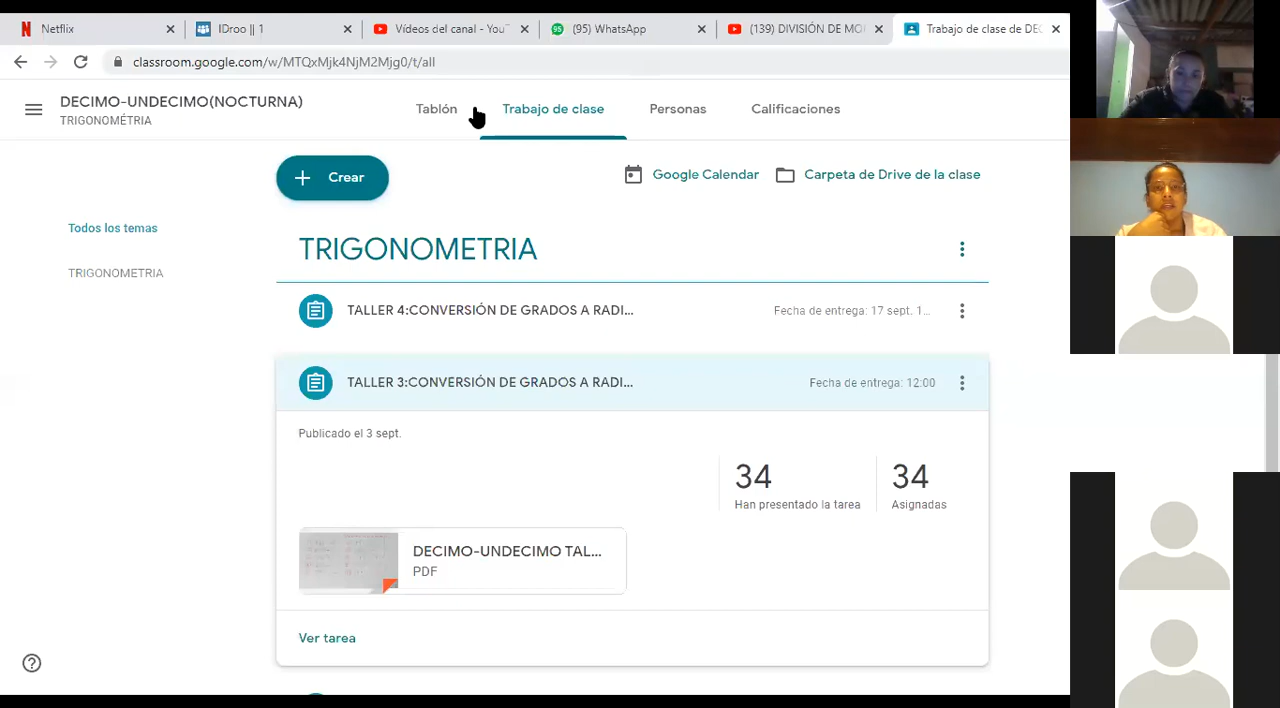 Netflix
IDroo || 1
Vídeos del canal - YouT
95
(95) WhatsApp
(139) DIVISIÓN DE MO
Trabajo de clase de DEC
classroom.google.com/w/MTQxMjk4NjM2Mjg0/t/all
DECIMO-UNDECIMO(NOCTURNA)
TRIGONOMÉTRIA
Tablón
Trabajo de clase
Personas
Calificaciones
Crear
Google Calendar
Carpeta de Drive de la clase
Todos los temas
TRIGONOMETRIA
TRIGONOMETRIA
TALLER 4:CONVERSIÓN DE GRADOS A RADI...
Fecha de entrega: 17 sept. 1...
TALLER 3:CONVERSIÓN DE GRADOS A RADI...
Fecha de entrega: 12:00
Publicado el 3 sept.
34
Han presentado la tarea
34
Asignadas
DECIMO-UNDECIMO TAL...
PDF
Ver tarea